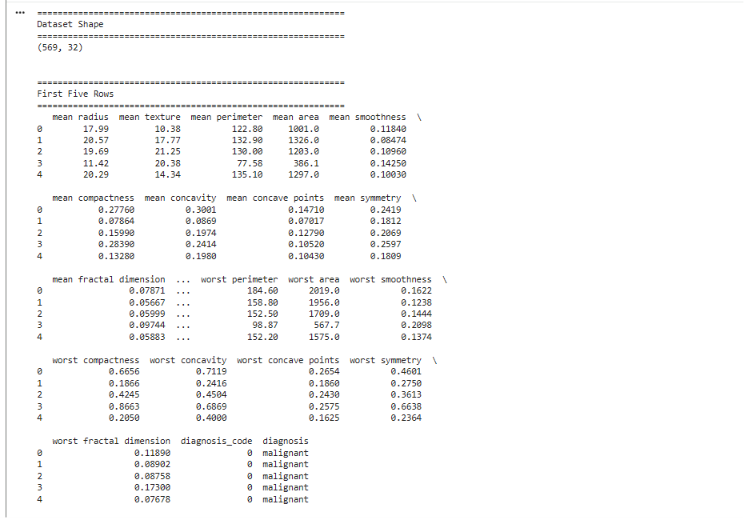 ============================================================
Dataset Shape
============================================================
(569, 32)
============================================================
First Five Rows
============================================================
mean radius mean texture mean perimeter mean area mean smoothness \
0 17.99 10.38 122.80 1001.0 0.11840
1 20.57 17.77 132.90 1326.0 0.08474
2 19.69 21.25 130.00 1203.0 0.10960
3 11.42 20.38 77.58 386.1 0.14250
4 20.29 14.34 135.10 1297.0 0.10030
mean compactness mean concavity mean concave points mean symmetry \
0 0.27760 0.3001 0.14710 0.2419
1 0.07864 0.0869 0.07017 0.1812
2 0.15990 0.1974 0.12790 0.2069
3 0.28390 0.2414 0.10520 0.2597
4 0.13280 0.1980 0.10430 0.1809
mean fractal dimension ... worst perimeter worst area worst smoothness \
0 0.07871 ... 184.60 2019.0 0.1622
1 0.05667 ... 158.80 1956.0 0.1238
2 0.05999 ... 152.50 1709.0 0.1444
3 0.09744 ... 98.87 567.7 0.2098
4 0.05883 ... 152.20 1575.0 0.1374
worst compactness worst concavity worst concave points worst symmetry \
0 0.6656 0.7119 0.2654 0.4601
1 0.1866 0.2416 0.1860 0.2750
2 0.4245 0.4504 0.2430 0.3613
3 0.8663 0.6869 0.2575 0.6638
4 0.2050 0.4000 0.1625 0.2364
worst fractal dimension diagnosis_code diagnosis
0 0.11890 0 malignant
1 0.08902 0 malignant
2 0.08758 0 malignant
3 0.17300 0 malignant
4 0.07678 0 malignant